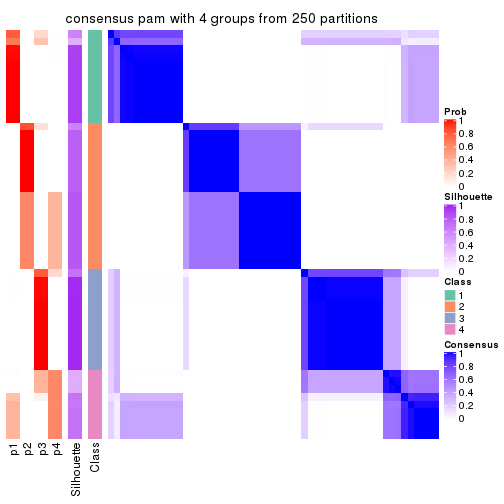 consensus pam with 4 groups from 250 partitions
Prob
1
0.8
0.6
0.4
0.2
0
Silhouette
1
0.8
0.6
0.4
0.2
0
Class
1
2
3
4
Consensus
1
0.8
0.6
0.4
0.2
0
p1
p2
p3
p4
Silhouette
Class